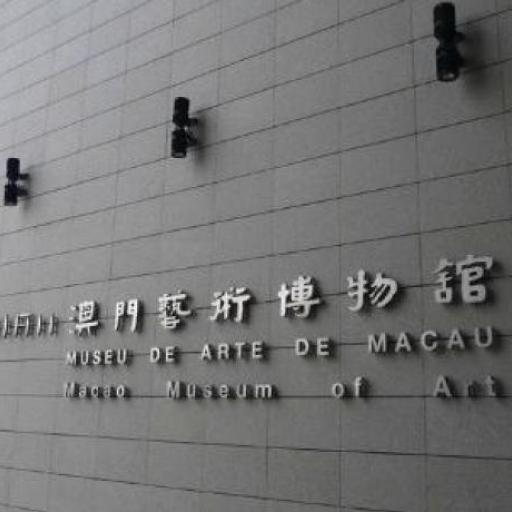 澳門藝術博物館
MUSEU DE ARTE DE MACAU
Macao Museum of Art